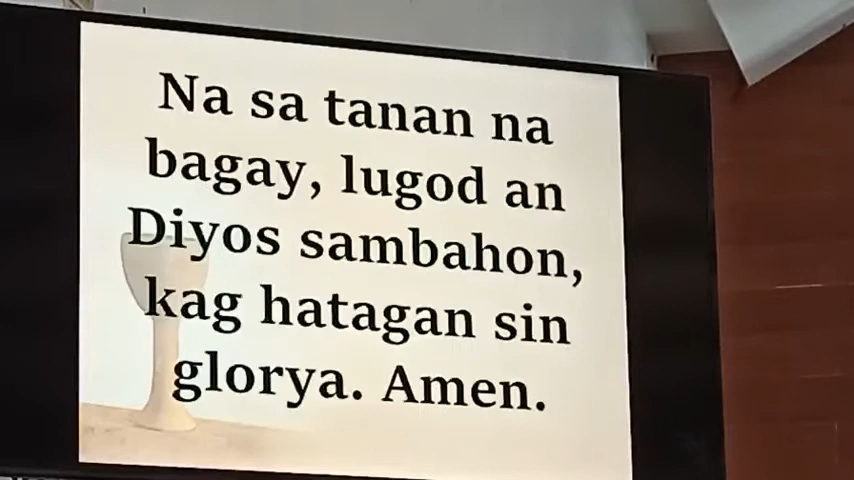 Na sa tanan na
bagay, lugod an
Diyos sambahon,
kag hatagan sin
glorya. Amen.